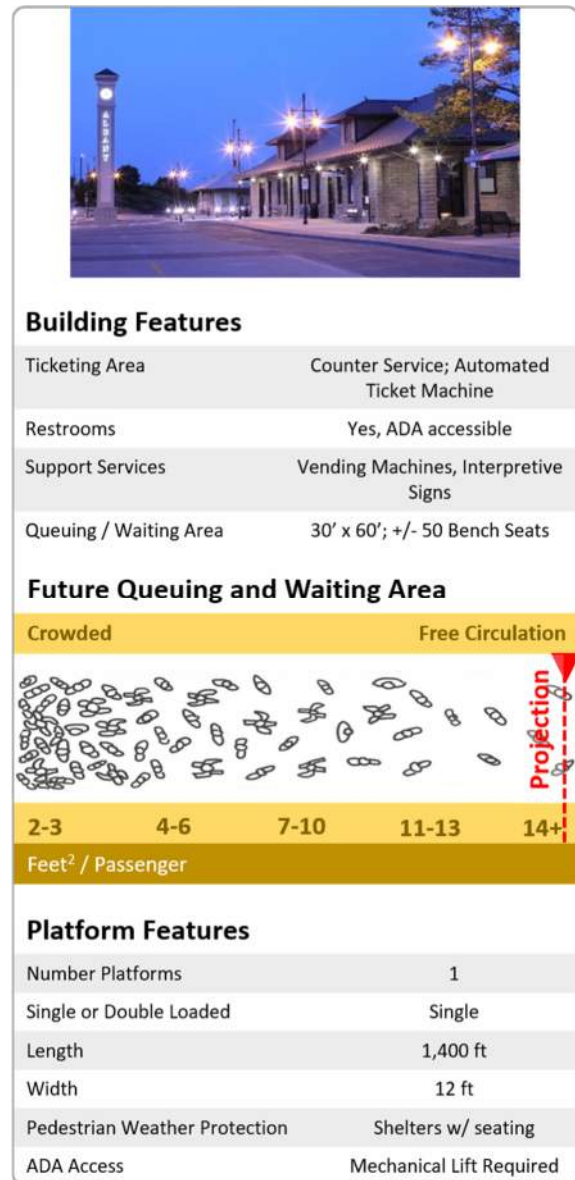 ALBANY
Building Features
Ticketing Area Counter Service; Automated
Ticket Machine
Restrooms Yes, ADA accessible
Support Services Vending Machines, Interpretive
Signs
Queuing / Waiting Area 30’ x 60’; +/- 50 Bench Seats
Future Queuing and Waiting Area
Crowded Free Circulation
Projection
2-3 4-6 7-10 11-13 14+
Feet² / Passenger
Platform Features
Number Platforms 1
Single or Double Loaded Single
Length 1,400 ft
Width 12 ft
Pedestrian Weather Protection Shelters w/ seating
ADA Access Mechanical Lift Required